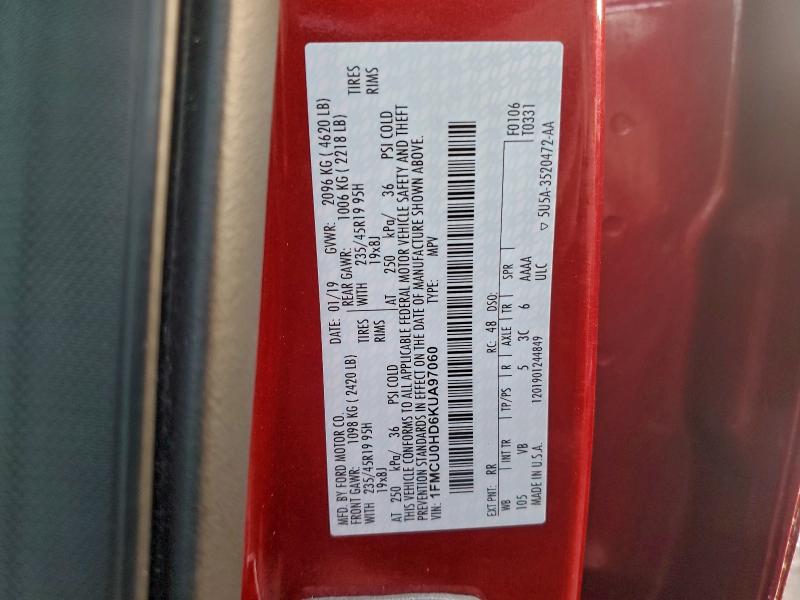 MFD. BY FORD MOTOR CO.
DATE: 01/19 GVWR: 2096 KG ( 4620 LB)
FRONT GAWR: 1098 KG ( 2420 LB) REAR GAWR: 1006 KG ( 2218 LB)
WITH 235/45R19 95H TIRES WITH 235/45R19 95H TIRES
19x8J RIMS 19x8J RIMS
AT 250 kPa/ 36 PSI COLD AT 250 kPa/ 36 PSI COLD
THIS VEHICLE CONFORMS TO ALL APPLICABLE FEDERAL MOTOR VEHICLE SAFETY AND THEFT
PREVENTION STANDARDS IN EFFECT ON THE DATE OF MANUFACTURE SHOWN ABOVE.
VIN: 1FMCU0HD6KUA97060 TYPE: MPV
EXT PNT: RR RC: 48 DSO: F0106
WB INT TR TP/PS R AXLE TR SPR T0331
105 VB 5 3C 6 AAAA
MADE IN U.S.A. 1201901244849 ULC ▽ 5U5A-3520472-AA